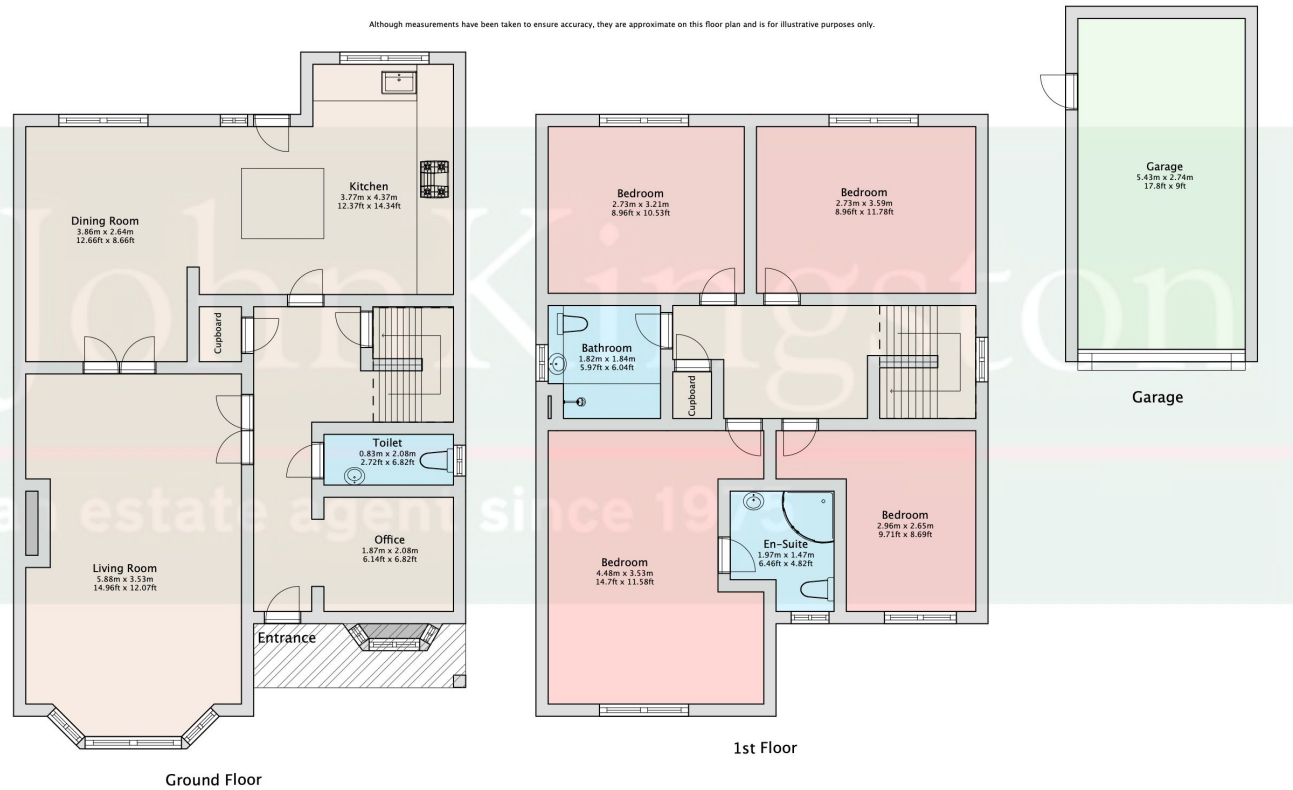 Although measurements have been taken to ensure accuracy, they are approximate on this floor plan and is for illustrative purposes only.
Kitchen
3.77m x 4.37m
12.37ft x 14.34ft
Dining Room
3.86m x 2.64m
12.66ft x 8.66ft
Cupboard
Toilet
0.83m x 2.08m
2.72ft x 6.82ft
Office
1.87m x 2.08m
6.14ft x 6.82ft
Living Room
5.88m x 3.53m
14.96ft x 12.07ft
Entrance
Ground Floor
Bedroom
2.73m x 3.21m
8.96ft x 10.53ft
Bedroom
2.73m x 3.59m
8.96ft x 11.78ft
Bathroom
1.82m x 1.84m
5.97ft x 6.04ft
Cupboard
Bedroom
4.48m x 3.53m
14.7ft x 11.58ft
En-Suite
1.97m x 1.47m
6.46ft x 4.82ft
Bedroom
2.96m x 2.65m
9.71ft x 8.69ft
1st Floor
Garage
5.43m x 2.74m
17.8ft x 9ft
Garage
John Kingston
estate agent since 1973